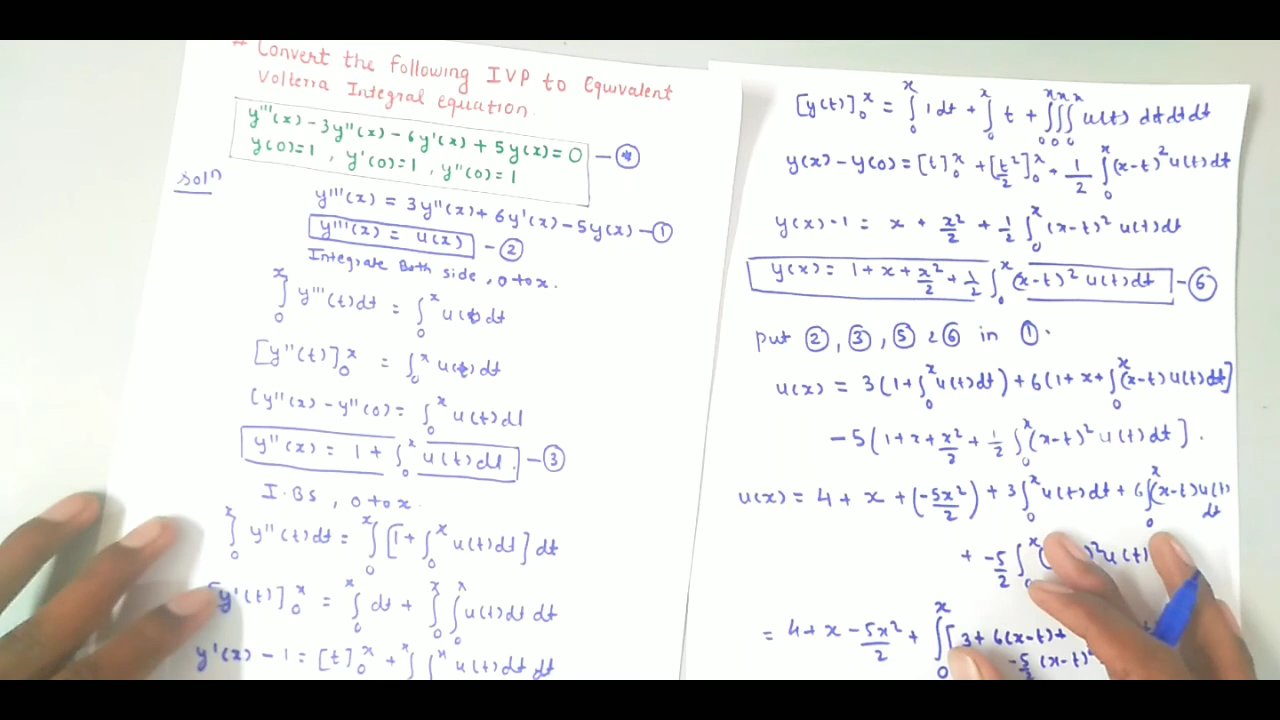 # Convert the following IVP to Equivalent
Volterra Integral equation.
y'''(x) - 3y''(x) - 6y'(x) + 5y(x) = 0 - (*)
y(0)=1, y'(0)=1, y''(0)=1
Soln
y'''(x) = 3y''(x) + 6y'(x) - 5y(x) - ①
y'''(x) = u(x) - ②
Integrate Both side, 0 to x.
∫₀ˣ y'''(t)dt = ∫₀ˣ u(t)dt
[y''(t)]₀ˣ = ∫₀ˣ u(t)dt
[y''(x) - y''(0) = ∫₀ˣ u(t)dt
y''(x) = 1 + ∫₀ˣ u(t)dt. - ③
I.BS, 0 to x.
∫₀ˣ y''(t)dt = ∫₀ˣ [1 + ∫₀ˣ u(t)dt] dt
[y'(t)]₀ˣ = ∫₀ˣ dt + ∫₀ˣ ∫₀ˣ u(t)dt dt
y'(x) - 1 = [t]₀ˣ + ∫ˣ ∫ˣ u(t)dt dt
[y(t)]₀ˣ = ∫₀ˣ 1 dt + ∫₀ˣ t + ∫₀ˣ∫₀ˣ∫₀ˣ u(t) dt dt dt
y(x) - y(0) = [t]₀ˣ + [t²/2]₀ˣ + 1/2 ∫₀ˣ (x-t)² u(t)dt
y(x) - 1 = x + x²/2 + 1/2 ∫₀ˣ (x-t)² u(t)dt
y(x) = 1 + x + x²/2 + 1/2 ∫₀ˣ (x-t)² u(t)dt - ⑥
put ②, ③, ⑤ & ⑥ in ①.
u(x) = 3(1 + ∫₀ˣ u(t)dt) + 6(1 + x + ∫₀ˣ (x-t)u(t)dt]
- 5(1 + x + x²/2 + 1/2 ∫₀ˣ (x-t)² u(t)dt].
u(x) = 4 + x + (-5x²/2) + 3∫₀ˣ u(t)dt + 6∫₀ˣ (x-t)u(t)
dt
+ -5/2 ∫₀ˣ ( )² u(t)
= 4 + x - 5x²/2 + ∫₀ˣ [3 + 6(x-t) +
-5/2 (x-t)²